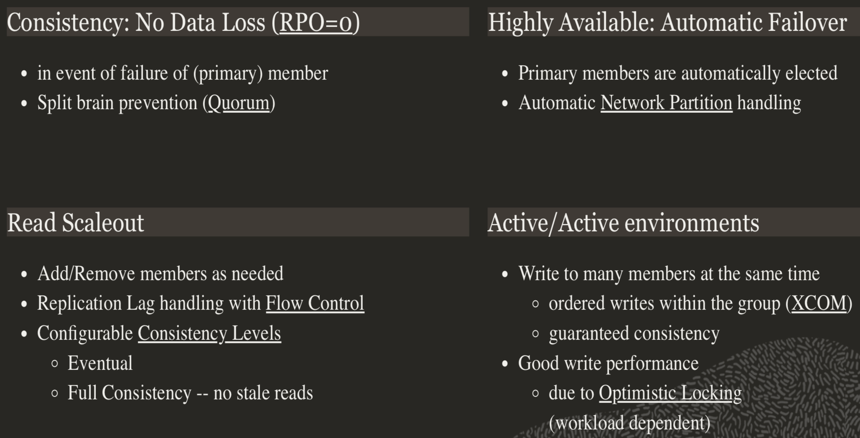 Consistency: No Data Loss (RPO=0)
in event of failure of (primary) member
Split brain prevention (Quorum)
Highly Available: Automatic Failover
Primary members are automatically elected
Automatic Network Partition handling
Read Scaleout
Add/Remove members as needed
Replication Lag handling with Flow Control
Configurable Consistency Levels
Eventual
Full Consistency -- no stale reads
Active/Active environments
Write to many members at the same time
ordered writes within the group (XCOM)
guaranteed consistency
Good write performance
due to Optimistic Locking
(workload dependent)